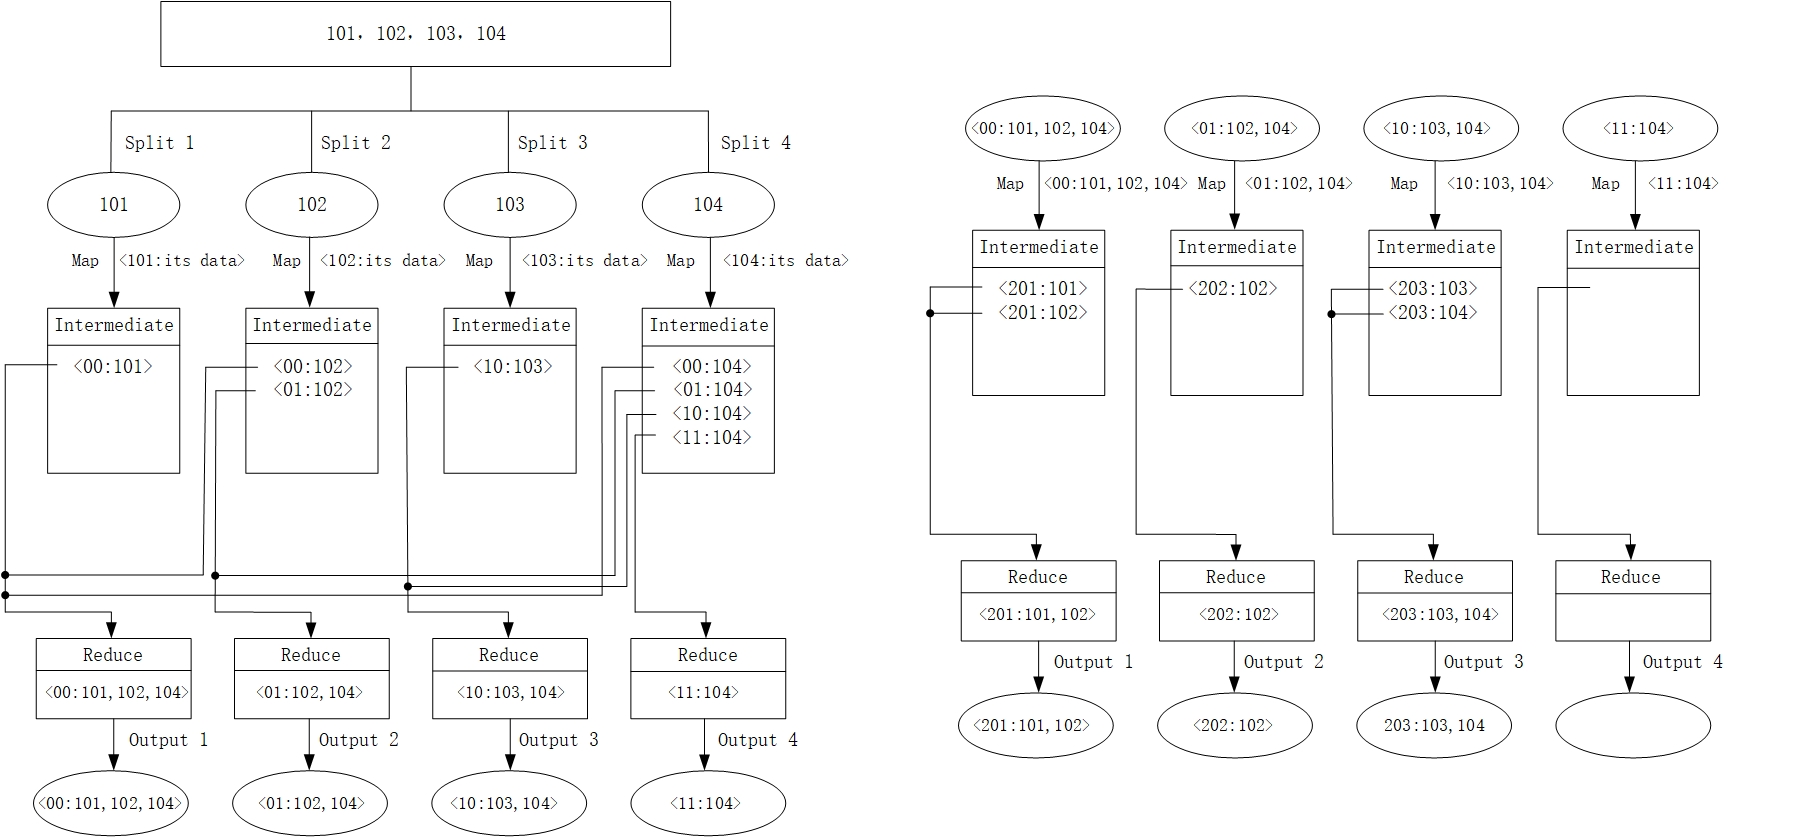 101, 102, 103, 104
Split 1
Split 2
Split 3
Split 4
101
102
103
104
Map <101:its data>
Map <102:its data>
Map <103:its data>
Map <104:its data>
Intermediate
<00:101>
Intermediate
<00:102>
<01:102>
Intermediate
<10:103>
Intermediate
<00:104>
<01:104>
<10:104>
<11:104>
Reduce
<00:101,102,104>
Reduce
<01:102,104>
Reduce
<10:103,104>
Reduce
<11:104>
Output 1
Output 2
Output 3
Output 4
<00:101,102,104>
<01:102,104>
<10:103,104>
<11:104>
<00:101,102,104>
<01:102,104>
<10:103,104>
<11:104>
Map <00:101,102,104>
Map <01:102,104>
Map <10:103,104>
Map <11:104>
Intermediate
<201:101>
<201:102>
Intermediate
<202:102>
Intermediate
<203:103>
<203:104>
Intermediate
Reduce
<201:101,102>
Reduce
<202:102>
Reduce
<203:103,104>
Reduce
Output 1
Output 2
Output 3
Output 4
<201:101,102>
<202:102>
203:103,104